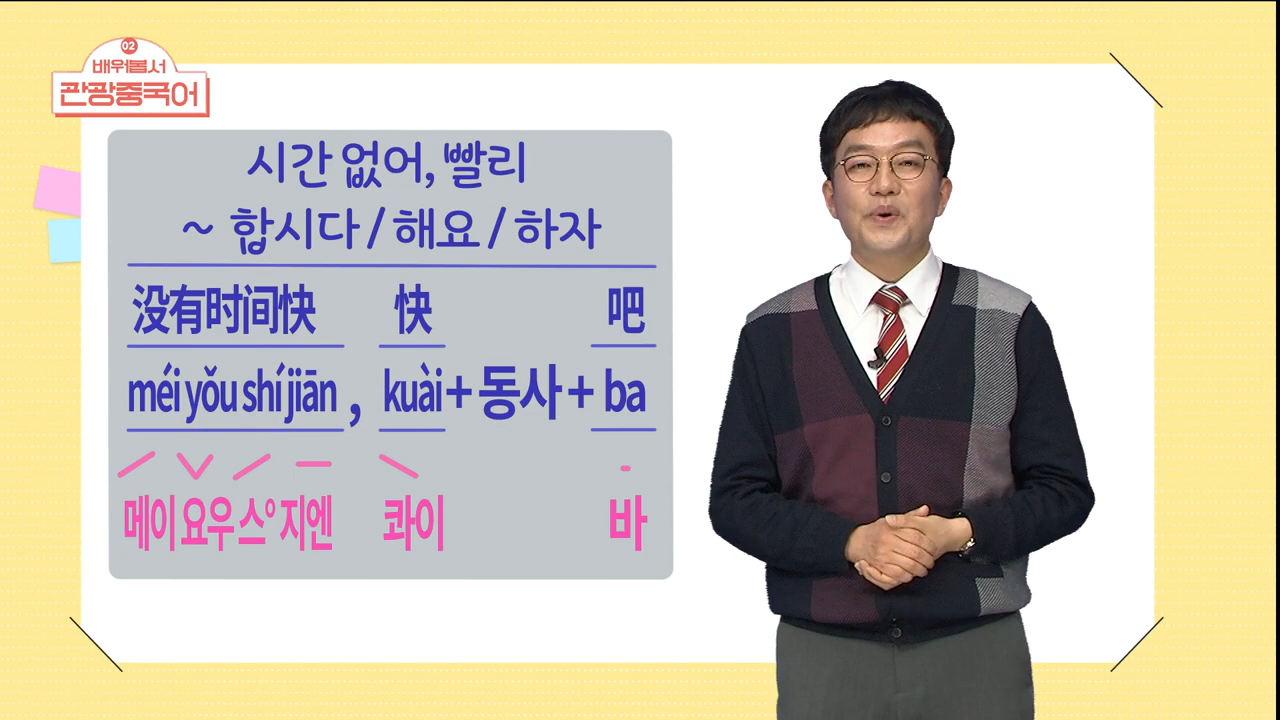 02
배워봅서
관광중국어
시간 없어, 빨리
~ 합시다 / 해요 / 하자
没有时间快 快 吧
méi yǒu shí jiān , kuài + 동사 + ba
메이 요우 스° 지엔 콰이 바